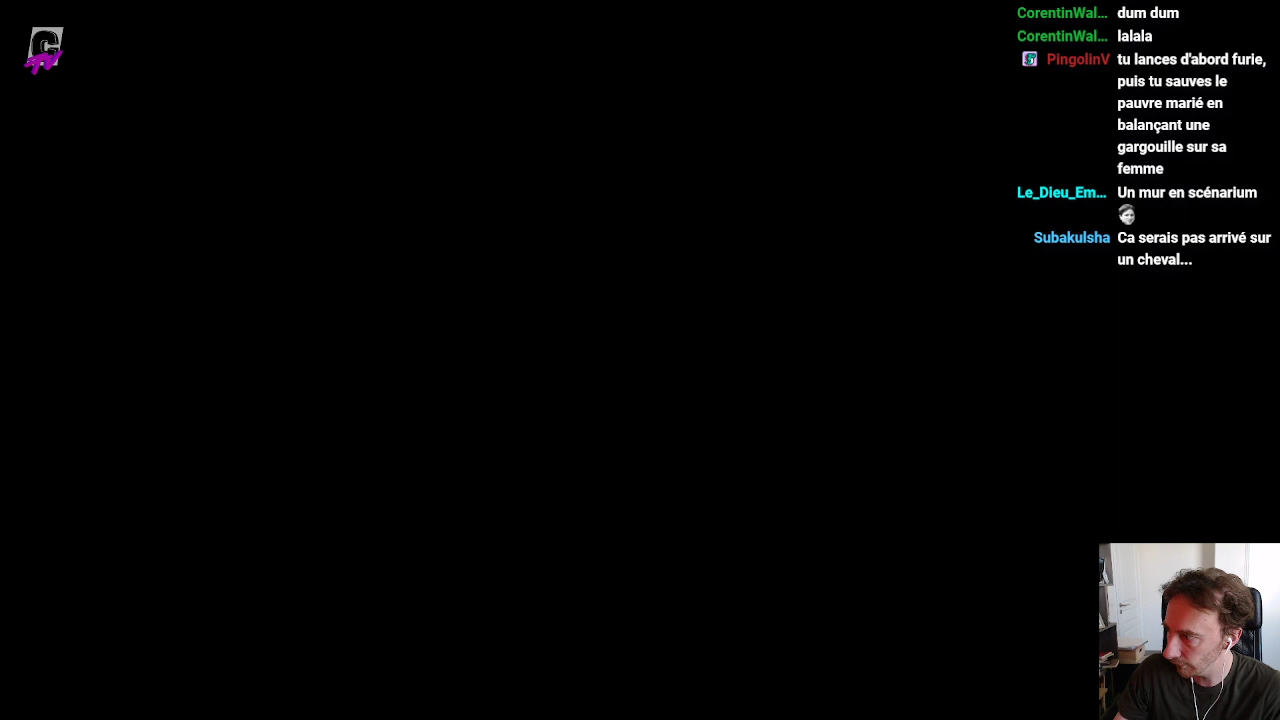 CorentinWal... dum dum
CorentinWal... lalala
PingolinV tu lances d'abord furie,
puis tu sauves le
pauvre marié en
balançant une
gargouille sur sa
femme
Le_Dieu_Em... Un mur en scénarium
Subakulsha Ca serais pas arrivé sur
un cheval...